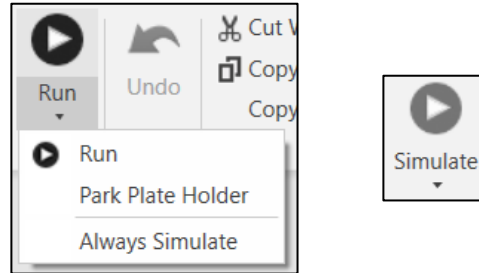 Run
Undo
Cut
Copy
Copy
Run
Park Plate Holder
Always Simulate
Simulate